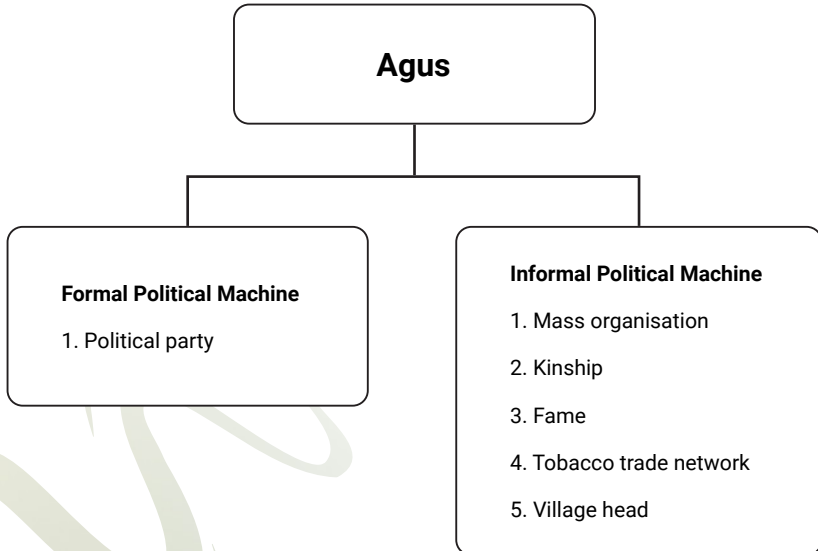 Agus
Formal Political Machine
1. Political party
Informal Political Machine
1. Mass organisation
2. Kinship
3. Fame
4. Tobacco trade network
5. Village head